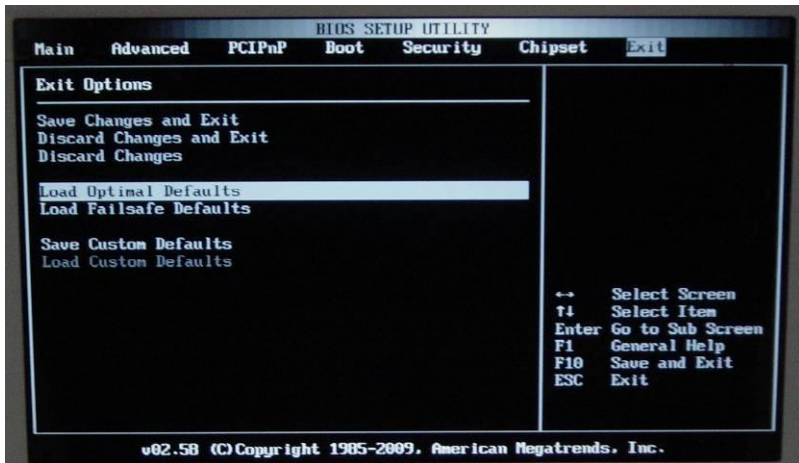 BIOS SETUP UTILITY
Main Advanced PCIPnP Boot Security Chipset Exit
Exit Options
Save Changes and Exit
Discard Changes and Exit
Discard Changes
Load Optimal Defaults
Load Failsafe Defaults
Save Custom Defaults
Load Custom Defaults
↔ Select Screen
↑↓ Select Item
Enter Go to Sub Screen
F1 General Help
F10 Save and Exit
ESC Exit
v02.58 (C)Copyright 1985-2009, American Megatrends, Inc.